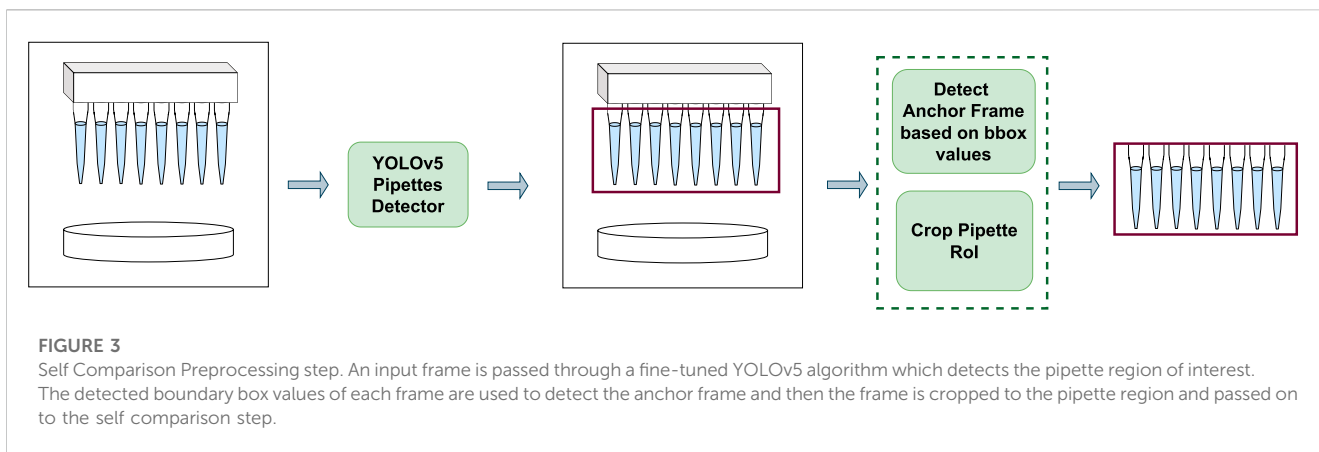 YOLOv5
Pipettes
Detector
Detect
Anchor Frame
based on bbox
values
Crop Pipette
RoI
FIGURE 3
Self Comparison Preprocessing step. An input frame is passed through a fine-tuned YOLOv5 algorithm which detects the pipette region of interest.
The detected boundary box values of each frame are used to detect the anchor frame and then the frame is cropped to the pipette region and passed on
to the self comparison step.